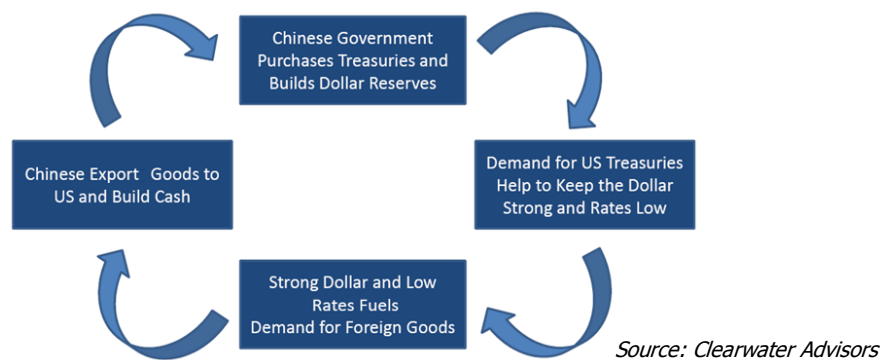 Chinese Government
Purchases Treasuries and
Builds Dollar Reserves
Demand for US Treasuries
Help to Keep the Dollar
Strong and Rates Low
Strong Dollar and Low
Rates Fuels
Demand for Foreign Goods
Chinese Export Goods to
US and Build Cash
Source: Clearwater Advisors